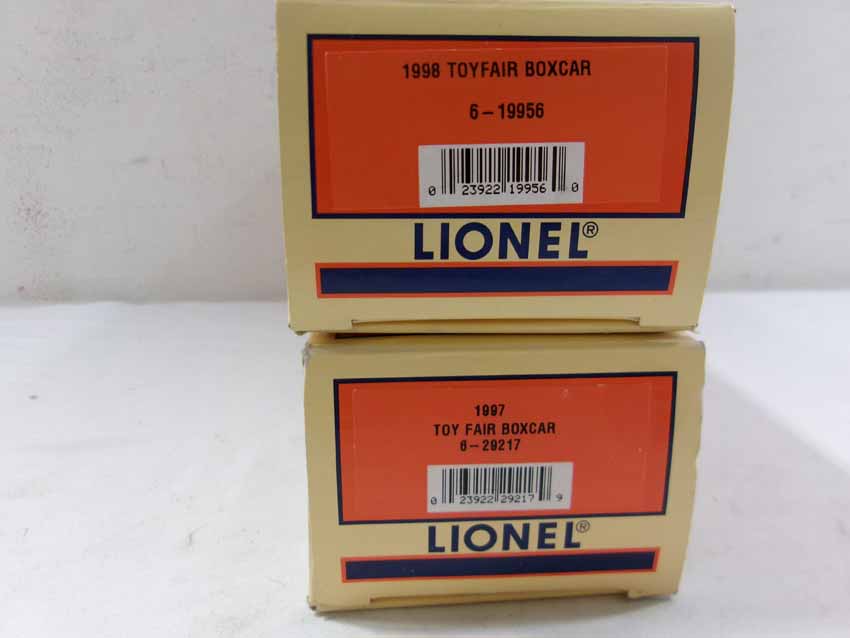 1998 TOYFAIR BOXCAR
6-19956
0 23922 19956 0
LIONEL®
1997
TOY FAIR BOXCAR
6-29217
0 23922 29217 9
LIONEL®